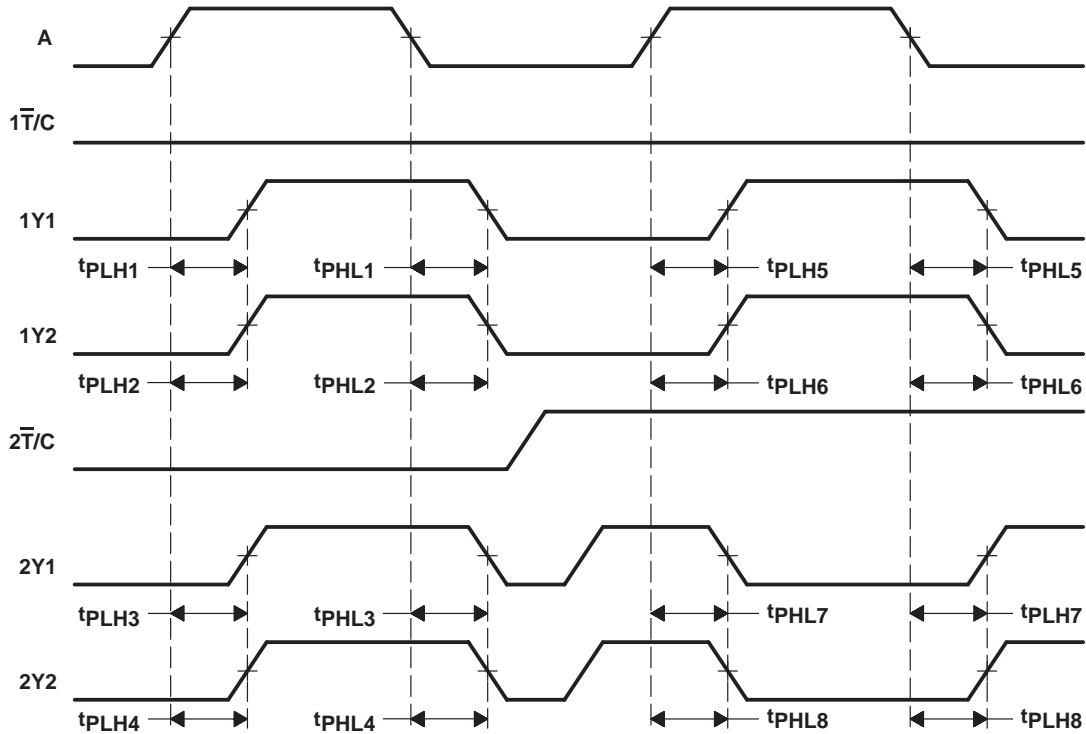 A
1T̅/C
1Y1
tPLH1 tPHL1 tPLH5 tPHL5
1Y2
tPLH2 tPHL2 tPLH6 tPHL6
2T̅/C
2Y1
tPLH3 tPHL3 tPHL7 tPLH7
2Y2
tPLH4 tPHL4 tPHL8 tPLH8